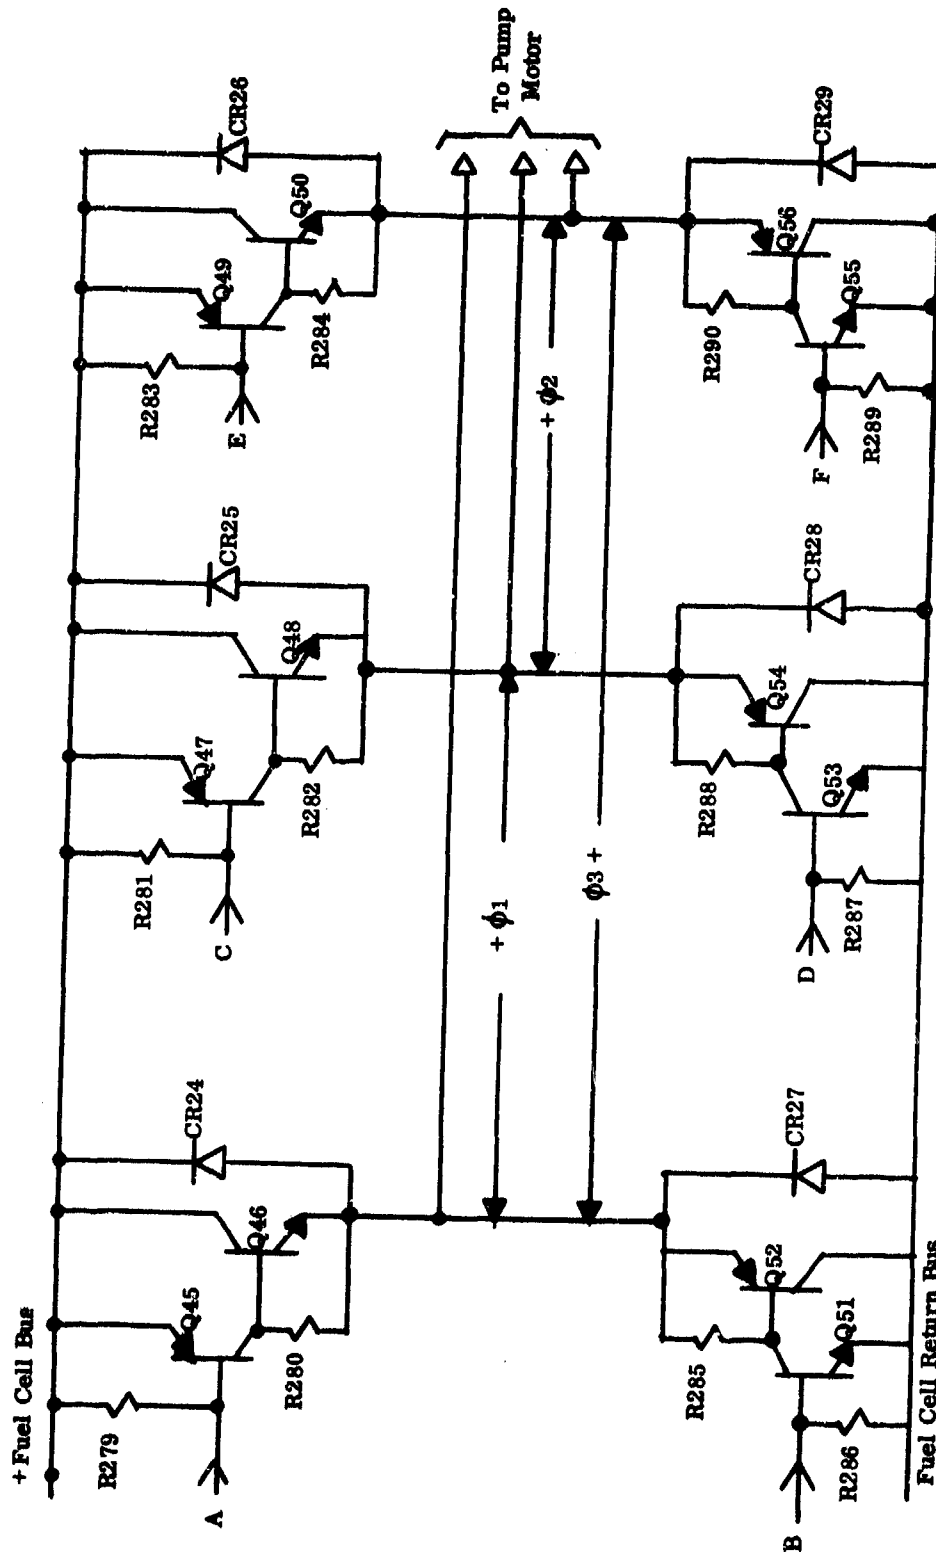 + Fuel Cell Bus
R279
A
Q45
Q46
R280
CR24
R281
C
Q47
Q48
R282
CR25
R283
E
Q49
Q50
R284
CR26
To Pump
Motor
+ ϕ1
+ ϕ2
ϕ3 +
R285
B
R286
Q51
Q52
CR27
R288
D
R287
Q53
Q54
CR28
R290
F
R289
Q55
Q56
CR29
Fuel Cell Return Bus